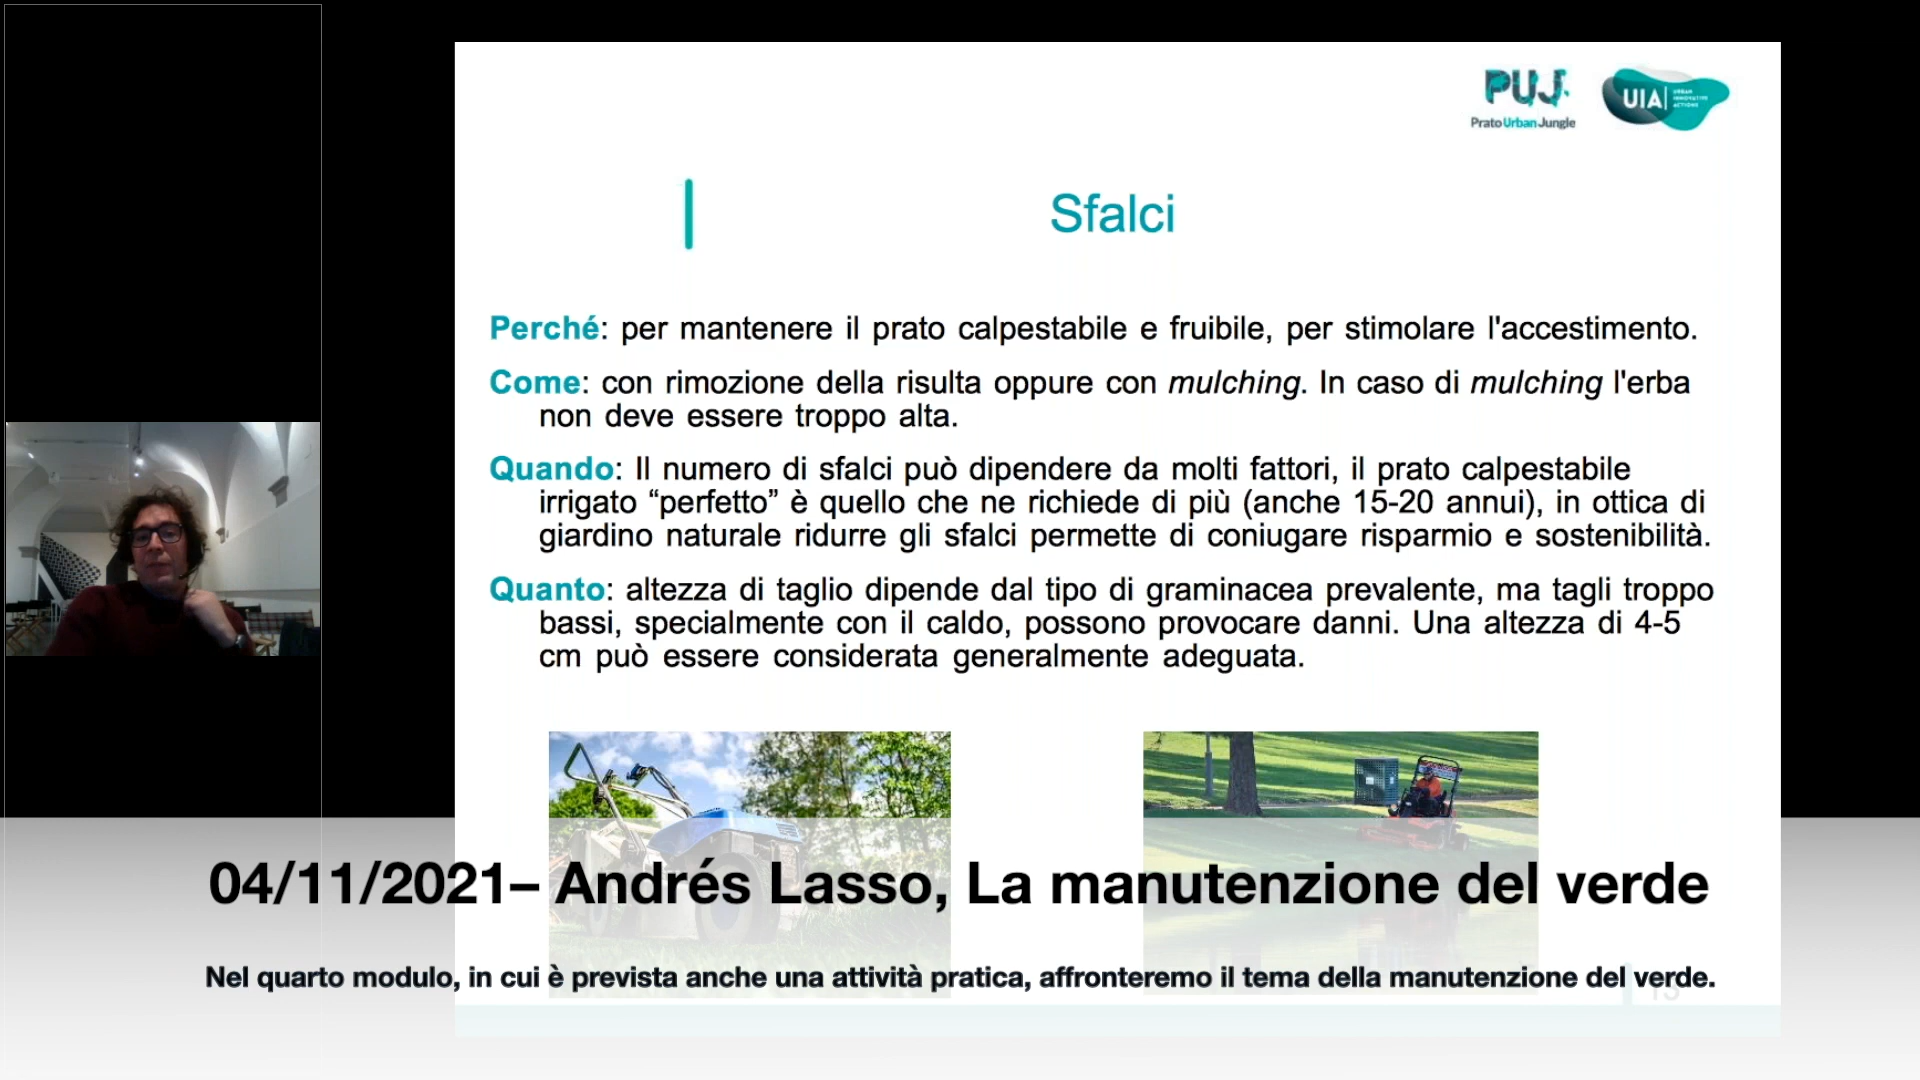 PUJ.
Prato Urban Jungle
UIA
URBAN
INNOVATIVE
ACTIONS
Sfalci
Perché: per mantenere il prato calpestabile e fruibile, per stimolare l'accestimento.
Come: con rimozione della risulta oppure con mulching. In caso di mulching l'erba
non deve essere troppo alta.
Quando: Il numero di sfalci può dipendere da molti fattori, il prato calpestabile
irrigato “perfetto” è quello che ne richiede di più (anche 15-20 annui), in ottica di
giardino naturale ridurre gli sfalci permette di coniugare risparmio e sostenibilità.
Quanto: altezza di taglio dipende dal tipo di graminacea prevalente, ma tagli troppo
bassi, specialmente con il caldo, possono provocare danni. Una altezza di 4-5
cm può essere considerata generalmente adeguata.
04/11/2021– Andrés Lasso, La manutenzione del verde
Nel quarto modulo, in cui è prevista anche una attività pratica, affronteremo il tema della manutenzione del verde.